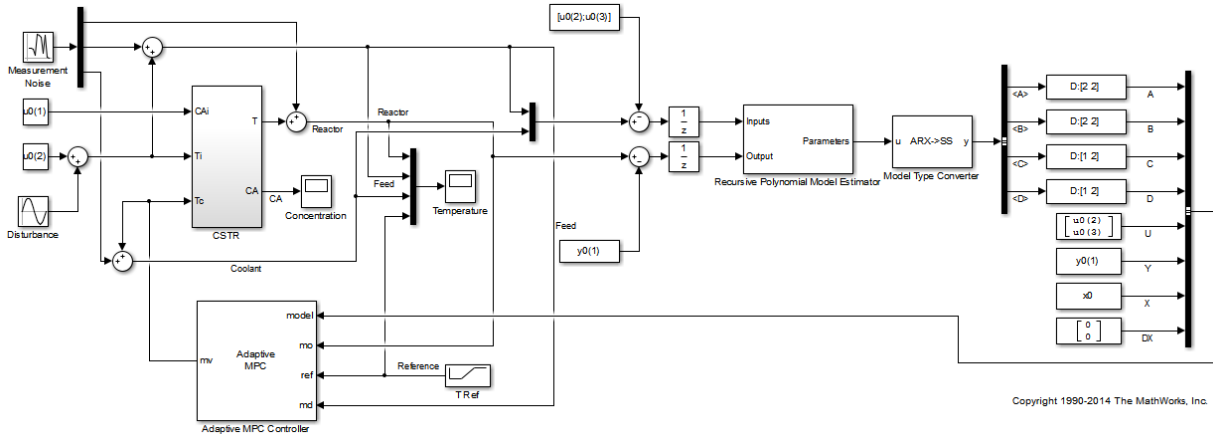 [u0(2);u0(3)]
Measurement
Noise
u0(1)
u0(2)
Disturbance
CAi
Ti
Tc
T
CA
CSTR
CA
Concentration
Reactor
Reactor
Feed
Temperature
Coolant
Feed
y0(1)
1
z
1
z
Inputs
Output
Parameters
Recursive Polynomial Model Estimator
u ARX->SS y
Model Type Converter
<A>
<B>
<C>
<D>
D:[2 2]
A
D:[2 2]
B
D:[1 2]
C
D:[1 2]
D
u0(2)
u0(3)
U
y0(1)
Y
x0
X
0
0
DX
model
mo
ref
md
mv
Adaptive
MPC
Adaptive MPC Controller
Reference
T Ref
Copyright 1990-2014 The MathWorks, Inc.